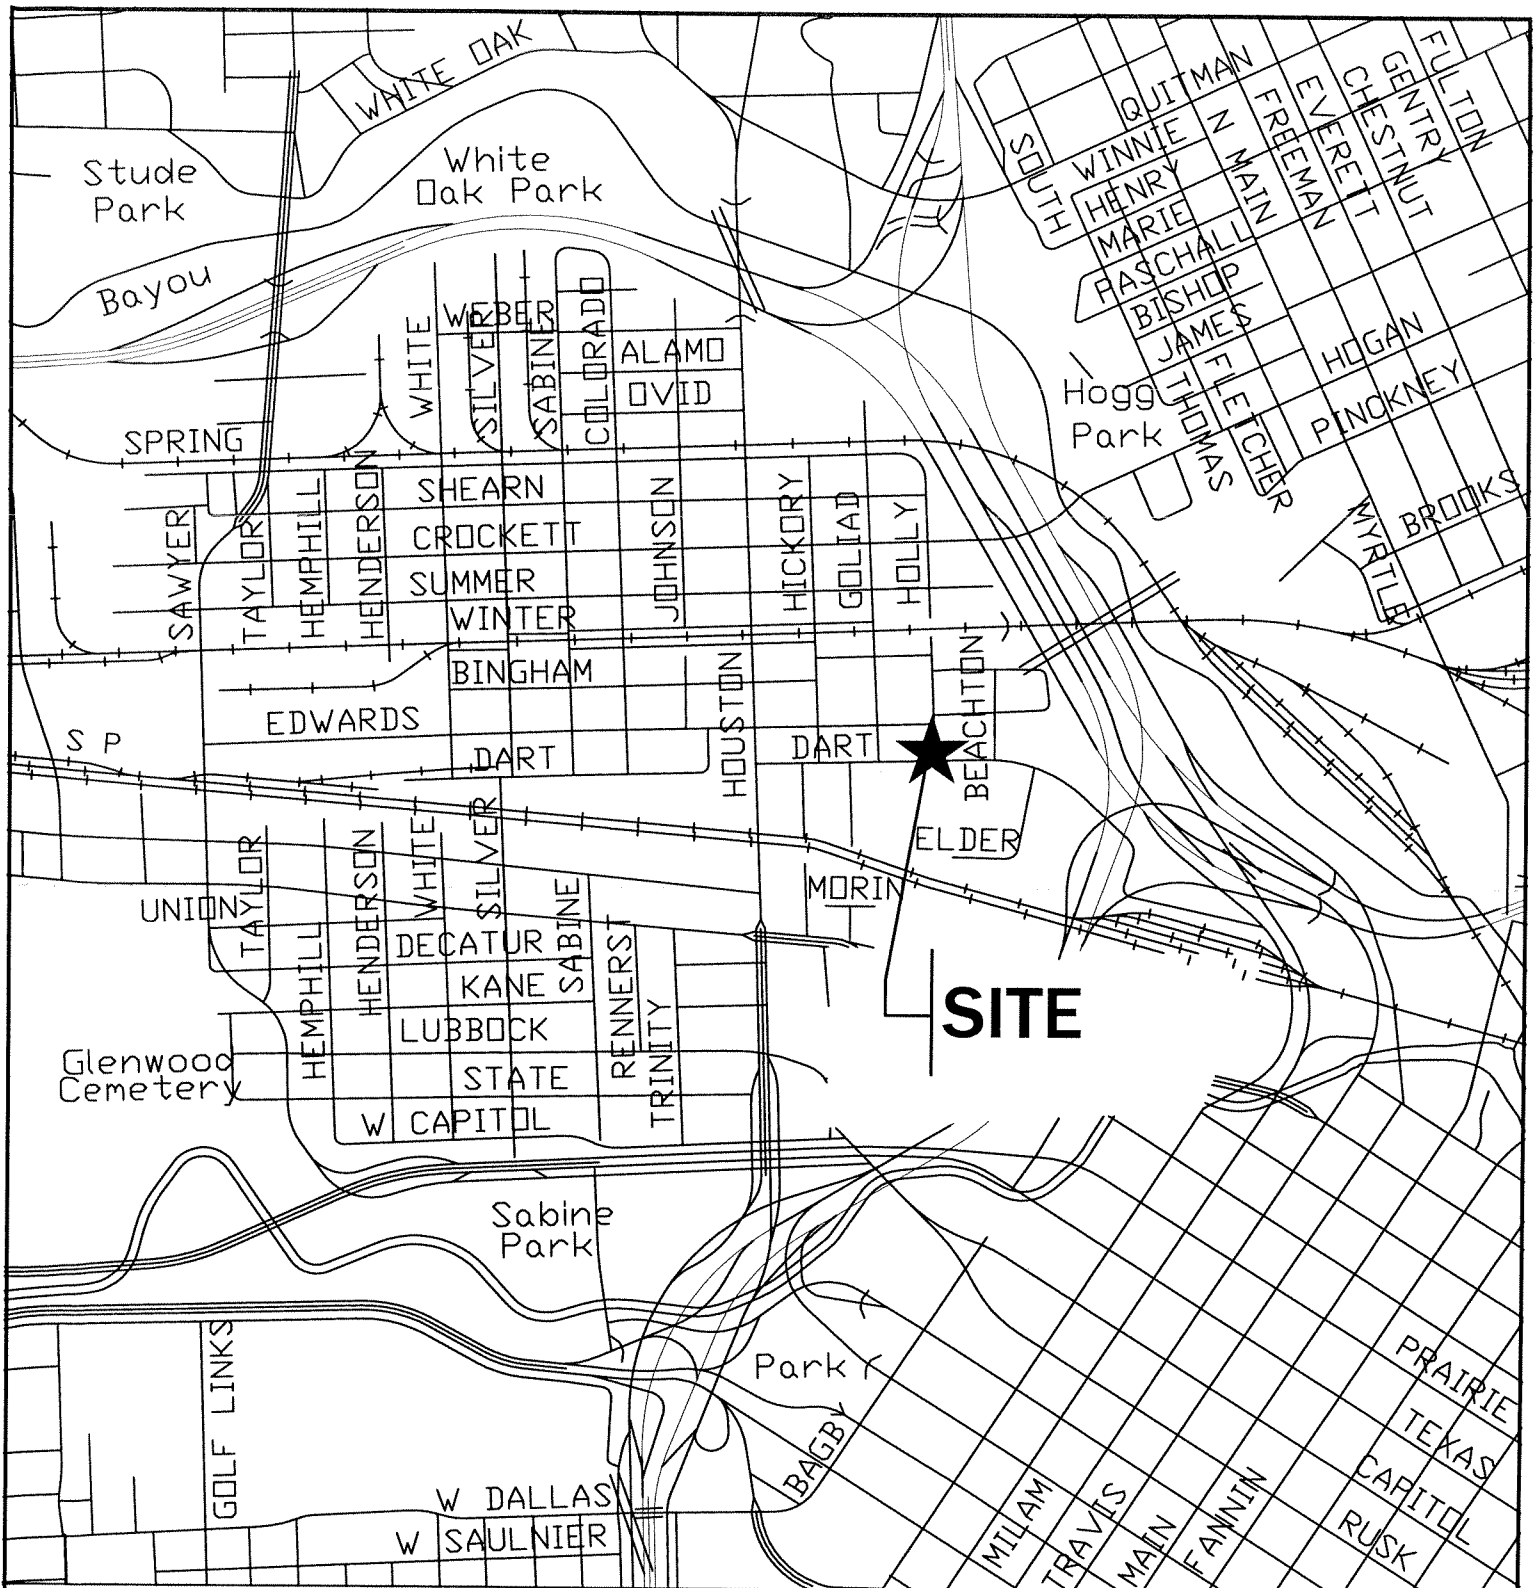 WHITE OAK
QUITMAN
FULTON
GENTRY
CHESTNUT
EVERETT
FREEMAN
N MAIN
SOUTH
WINNIE
HENRY
MARIE
PASCHALL
BISHOP
JAMES
THOMAS
FLETCHER
HOGAN
PINCKNEY
Stude
Park
White
Oak Park
Bayou
WEBER
WHITE
SILVER
SABINE
COLORADO
ALAMO
OVID
Hogg
Park
SPRING
SHEARN
CROCKETT
SUMMER
WINTER
BINGHAM
SAWYER
TAYLOR
HEMPHILL
HENDERSON
JOHNSON
HICKORY
GOLIAD
HOLLY
MYRTLE
BROOKS
EDWARDS
S P
DART
HOUSTON
DART
BEACHTON
ELDER
MORIN
UNION
TAYLOR
HEMPHILL
HENDERSON
WHITE
SILVER
SABINE
RENNERST
TRINITY
DECATUR
KANE
LUBBOCK
STATE
W CAPITOL
SITE
Glenwood
Cemetery
Sabine
Park
GOLF LINKS
Park
BAGBY
W DALLAS
W SAULNIER
MILAM
TRAVIS
MAIN
FANNIN
PRAIRIE
TEXAS
CAPITOL
RUSK